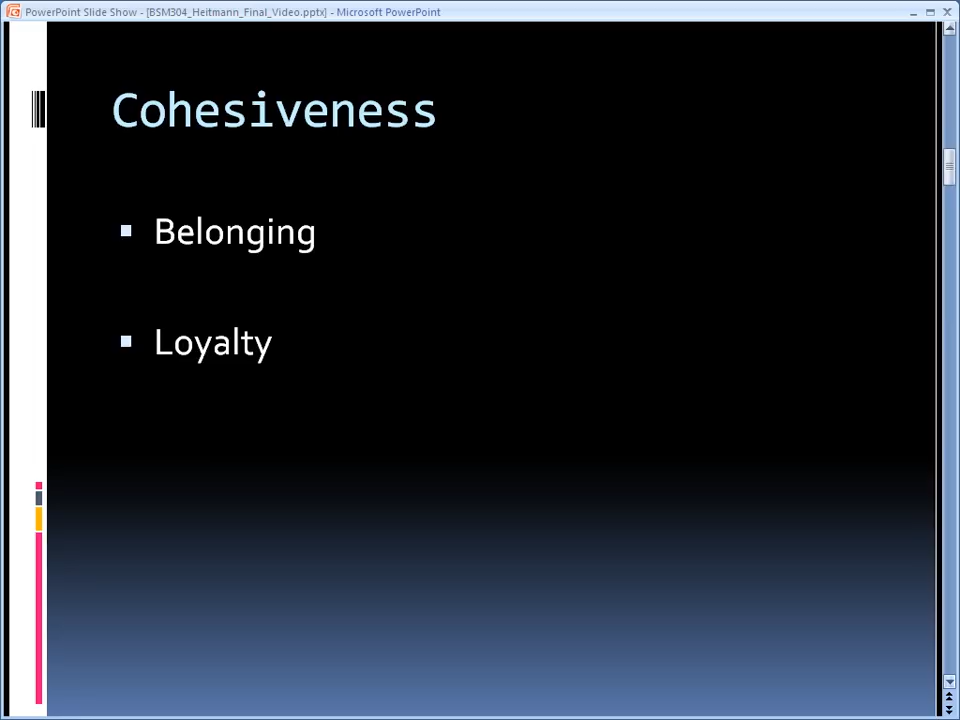 PowerPoint Slide Show - [BSM304_Heitmann_Final_Video.pptx] - Microsoft PowerPoint
Cohesiveness
Belonging
Loyalty